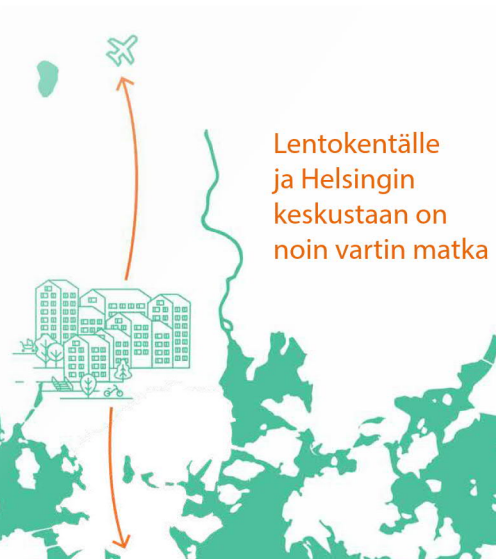 Lentokentälle
ja Helsingin
keskustaan on
noin vartin matka